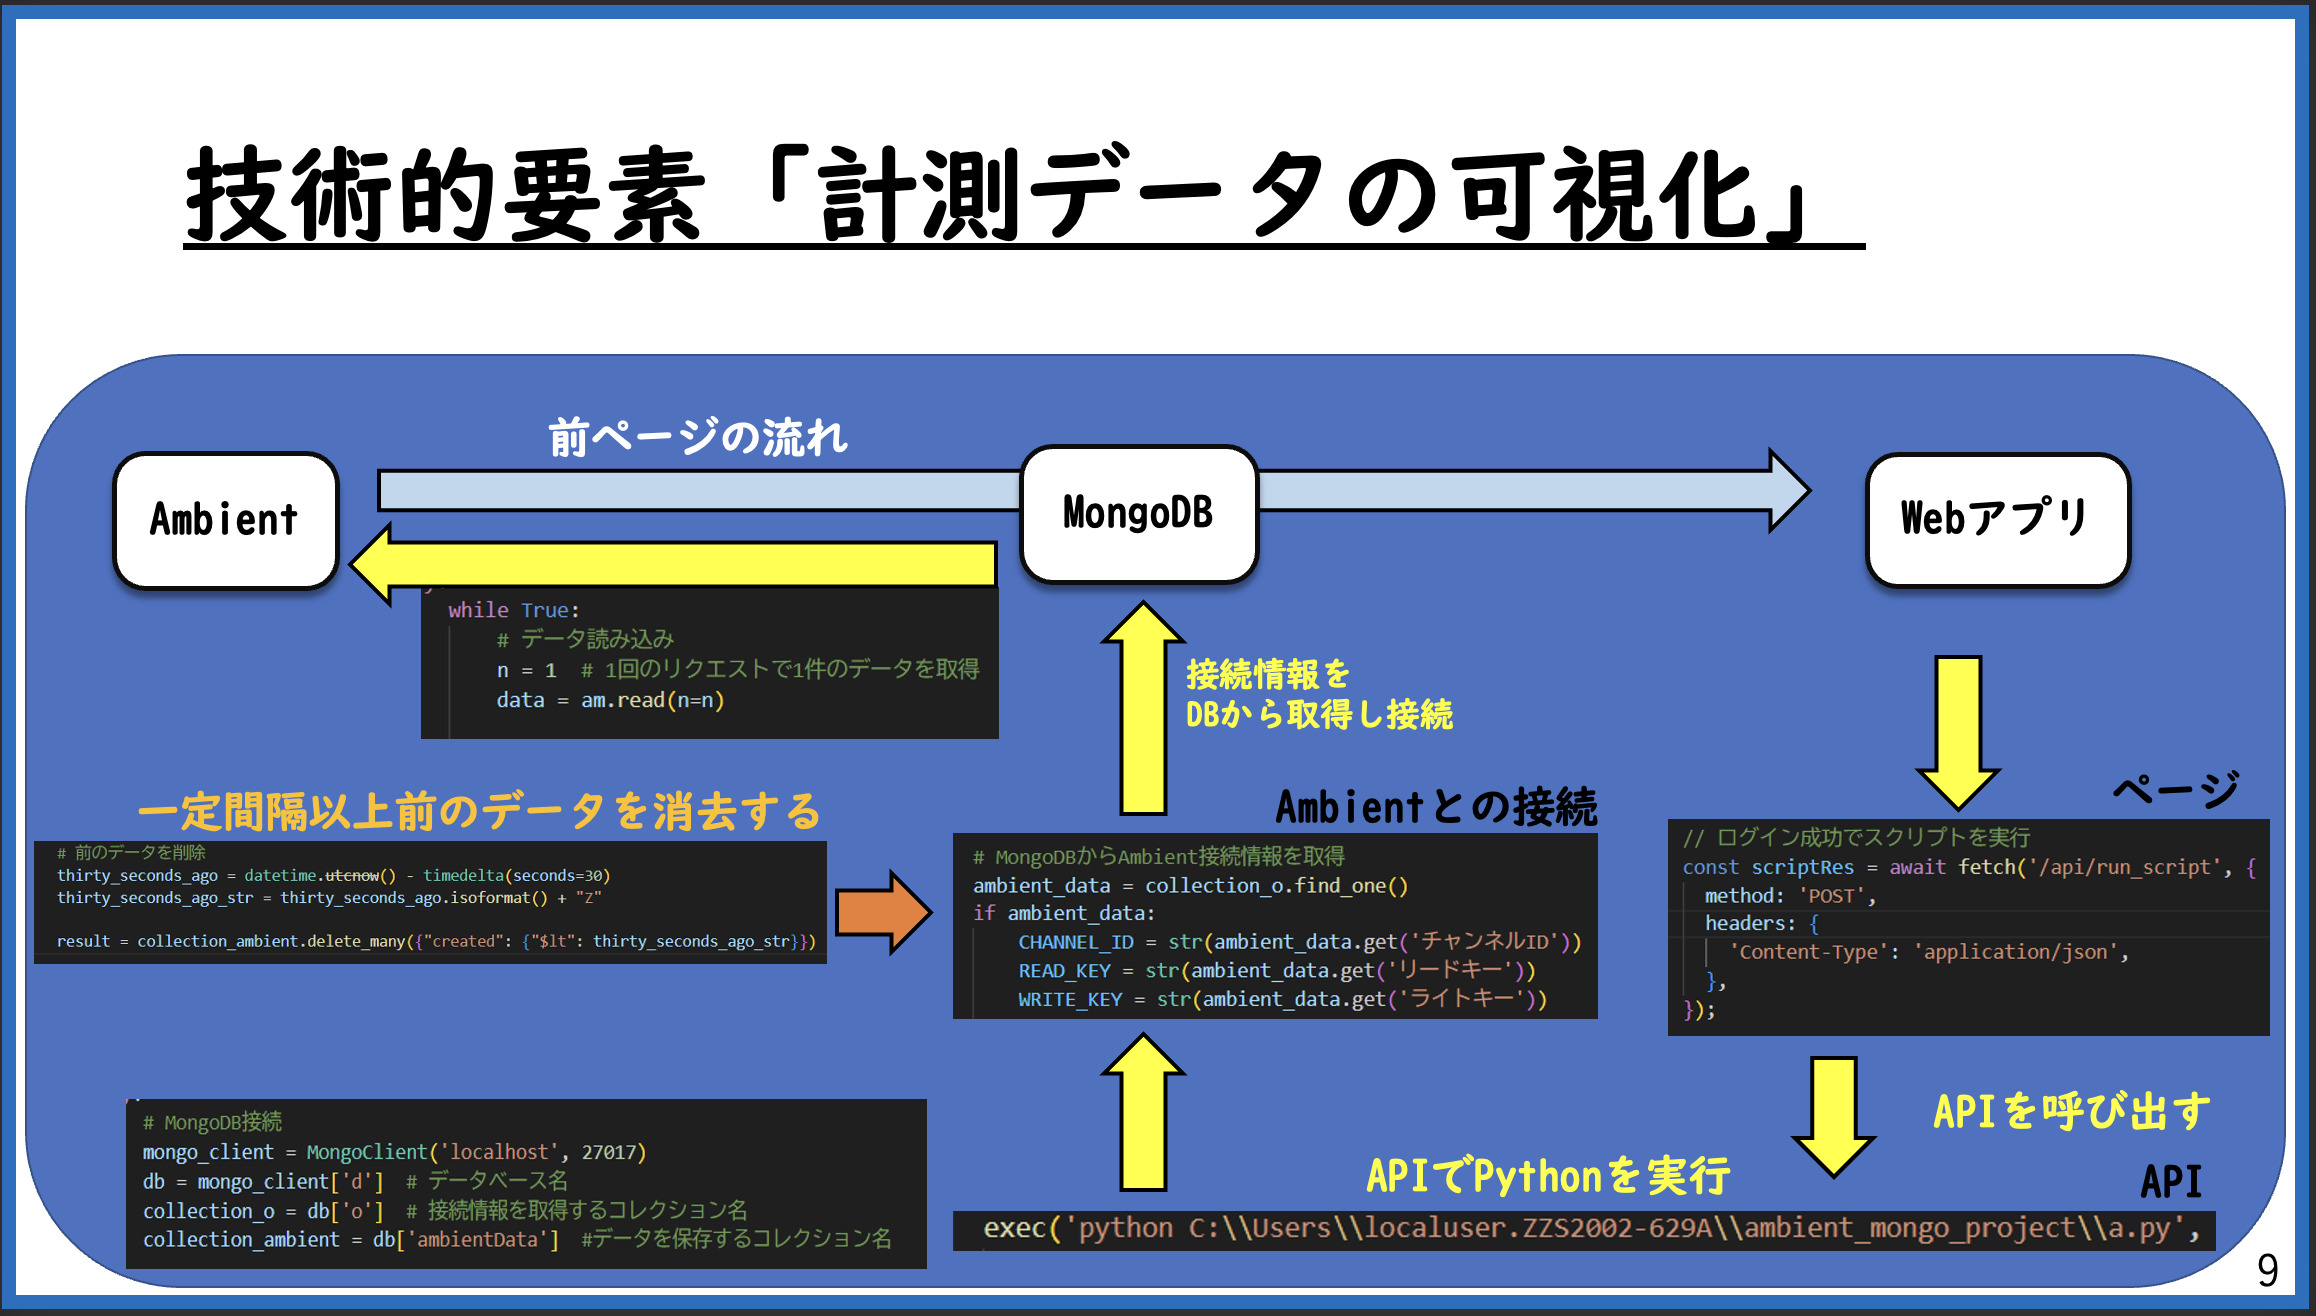 技術的要素「計測データの可視化」
前ページの流れ
Ambient
MongoDB
Webアプリ
while True:
# データ読み込み
n = 1  # 1回のリクエストで1件のデータを取得
data = am.read(n=n)
接続情報を
DBから取得し接続
一定間隔以上前のデータを消去する
# 前のデータを削除
thirty_seconds_ago = datetime.utcnow() - timedelta(seconds=30)
thirty_seconds_ago_str = thirty_seconds_ago.isoformat() + "Z"
result = collection_ambient.delete_many({"created": {"$lt": thirty_seconds_ago_str}})
Ambientとの接続
# MongoDBからAmbient接続情報を取得
ambient_data = collection_o.find_one()
if ambient_data:
CHANNEL_ID = str(ambient_data.get('チャンネルID'))
READ_KEY = str(ambient_data.get('リードキー'))
WRITE_KEY = str(ambient_data.get('ライトキー'))
ページ
// ログイン成功でスクリプトを実行
const scriptRes = await fetch('/api/run_script', {
method: 'POST',
headers: {
'Content-Type': 'application/json',
},
});
# MongoDB接続
mongo_client = MongoClient('localhost', 27017)
db = mongo_client['d']  # データベース名
collection_o = db['o']  # 接続情報を取得するコレクション名
collection_ambient = db['ambientData']  #データを保存するコレクション名
APIを呼び出す
APIでPythonを実行
API
exec('python C:\\Users\\localuser.ZZS2002-629A\\ambient_mongo_project\\a.py',
9